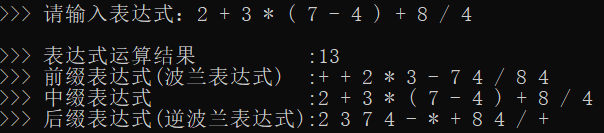 >>> 请输入表达式: 2 + 3 * ( 7 - 4 ) + 8 / 4
>>> 表达式运算结果          :13
>>> 前缀表达式(波兰表达式)  :+ + 2 * 3 - 7 4 / 8 4
>>> 中缀表达式              :2 + 3 * ( 7 - 4 ) + 8 / 4
>>> 后缀表达式(逆波兰表达式):2 3 7 4 - * + 8 4 / +